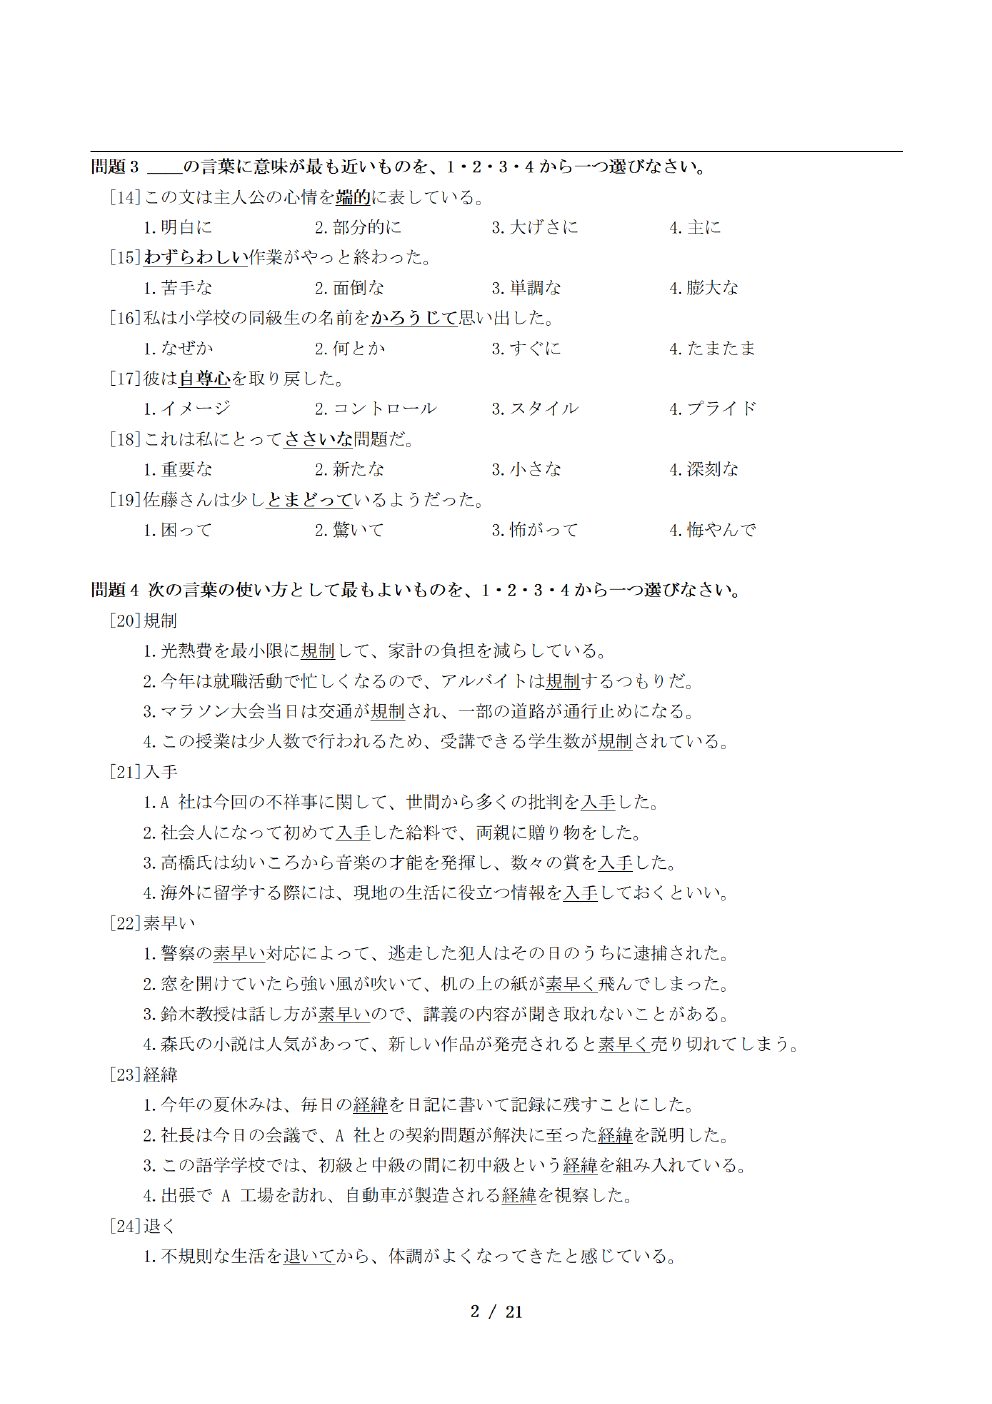 問題3 ____の言葉に意味が最も近いものを、1・2・3・4から一つ選びなさい。
[14]この文は主人公の心情を端的に表している。
1.明白に 2.部分的に 3.大げさに 4.主に
[15]わずらわしい作業がやっと終わった。
1.苦手な 2.面倒な 3.単調な 4.膨大な
[16]私は小学校の同級生の名前をかろうじて思い出した。
1.なぜか 2.何とか 3.すぐに 4.たまたま
[17]彼は自尊心を取り戻した。
1.イメージ 2.コントロール 3.スタイル 4.プライド
[18]これは私にとってささいな問題だ。
1.重要な 2.新たな 3.小さな 4.深刻な
[19]佐藤さんは少しとまどっているようだった。
1.困って 2.驚いて 3.怖がって 4.悔やんで
問題4 次の言葉の使い方として最もよいものを、1・2・3・4から一つ選びなさい。
[20]規制
1.光熱費を最小限に規制して、家計の負担を減らしている。
2.今年は就職活動で忙しくなるので、アルバイトは規制するつもりだ。
3.マラソン大会当日は交通が規制され、一部の道路が通行止めになる。
4.この授業は少人数で行われるため、受講できる学生数が規制されている。
[21]入手
1.A 社は今回の不祥事に関して、世間から多くの批判を入手した。
2.社会人になって初めて入手した給料で、両親に贈り物をした。
3.高橋氏は幼いころから音楽の才能を発揮し、数々の賞を入手した。
4.海外に留学する際には、現地の生活に役立つ情報を入手しておくといい。
[22]素早い
1.警察の素早い対応によって、逃走した犯人はその日のうちに逮捕された。
2.窓を開けていたら強い風が吹いて、机の上の紙が素早く飛んでしまった。
3.鈴木教授は話し方が素早いので、講義の内容が聞き取れないことがある。
4.森氏の小説は人気があって、新しい作品が発売されると素早く売り切れてしまう。
[23]経緯
1.今年の夏休みは、毎日の経緯を日記に書いて記録に残すことにした。
2.社長は今日の会議で、A 社との契約問題が解決に至った経緯を説明した。
3.この語学学校では、初級と中級の間に初中級という経緯を組み入れている。
4.出張で A 工場を訪れ、自動車が製造される経緯を視察した。
[24]退く
1.不規則な生活を退いてから、体調がよくなってきたと感じている。
2 / 21